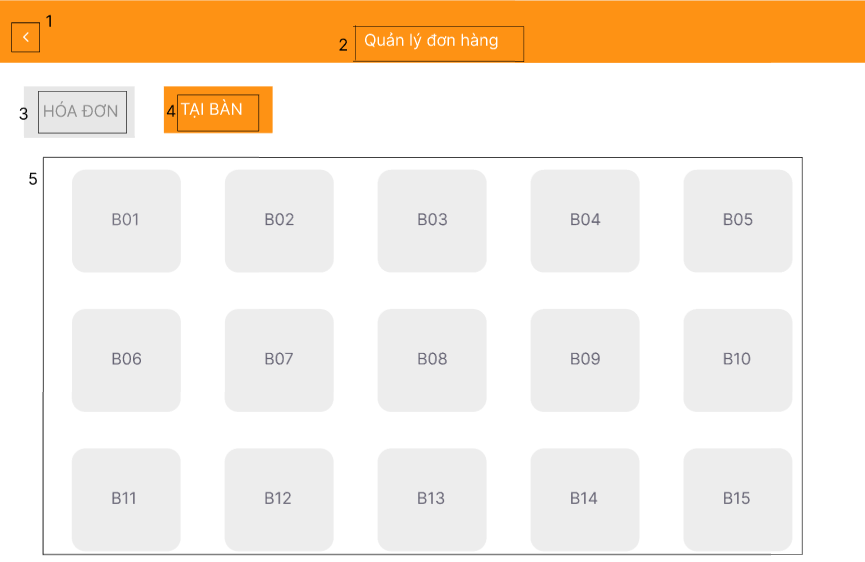 1
2 Quản lý đơn hàng
3 HÓA ĐƠN 4 TẠI BÀN
5
B01 B02 B03 B04 B05
B06 B07 B08 B09 B10
B11 B12 B13 B14 B15